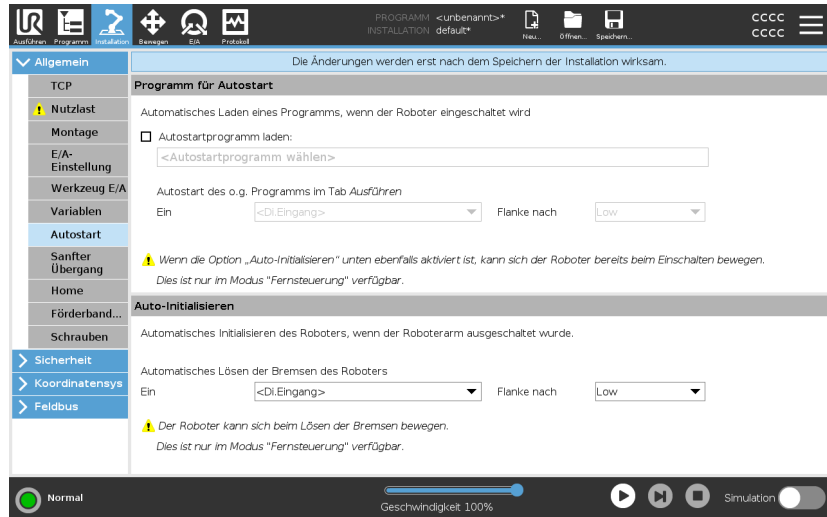 Ausführen Programm Installation Bewegen E/A Protokoll
PROGRAMM <unbenannt>*
INSTALLATION default*
Neu... Öffnen... Speichern...
cccc
cccc
Allgemein
TCP
Nutzlast
Montage
E/A-
Einstellung
Werkzeug E/A
Variablen
Autostart
Sanfter
Übergang
Home
Förderband...
Schrauben
Sicherheit
Koordinatensys
Feldbus
Die Änderungen werden erst nach dem Speichern der Installation wirksam.
Programm für Autostart
Automatisches Laden eines Programms, wenn der Roboter eingeschaltet wird
Autostartprogramm laden:
<Autostartprogramm wählen>
Autostart des o.g. Programms im Tab Ausführen
Ein <Di.Eingang> Flanke nach Low
Wenn die Option „Auto-Initialisieren“ unten ebenfalls aktiviert ist, kann sich der Roboter bereits beim Einschalten bewegen.
Dies ist nur im Modus "Fernsteuerung" verfügbar.
Auto-Initialisieren
Automatisches Initialisieren des Roboters, wenn der Roboterarm ausgeschaltet wurde.
Automatisches Lösen der Bremsen des Roboters
Ein <Di.Eingang> Flanke nach Low
Der Roboter kann sich beim Lösen der Bremsen bewegen.
Dies ist nur im Modus "Fernsteuerung" verfügbar.
Normal
Geschwindigkeit 100%
Simulation